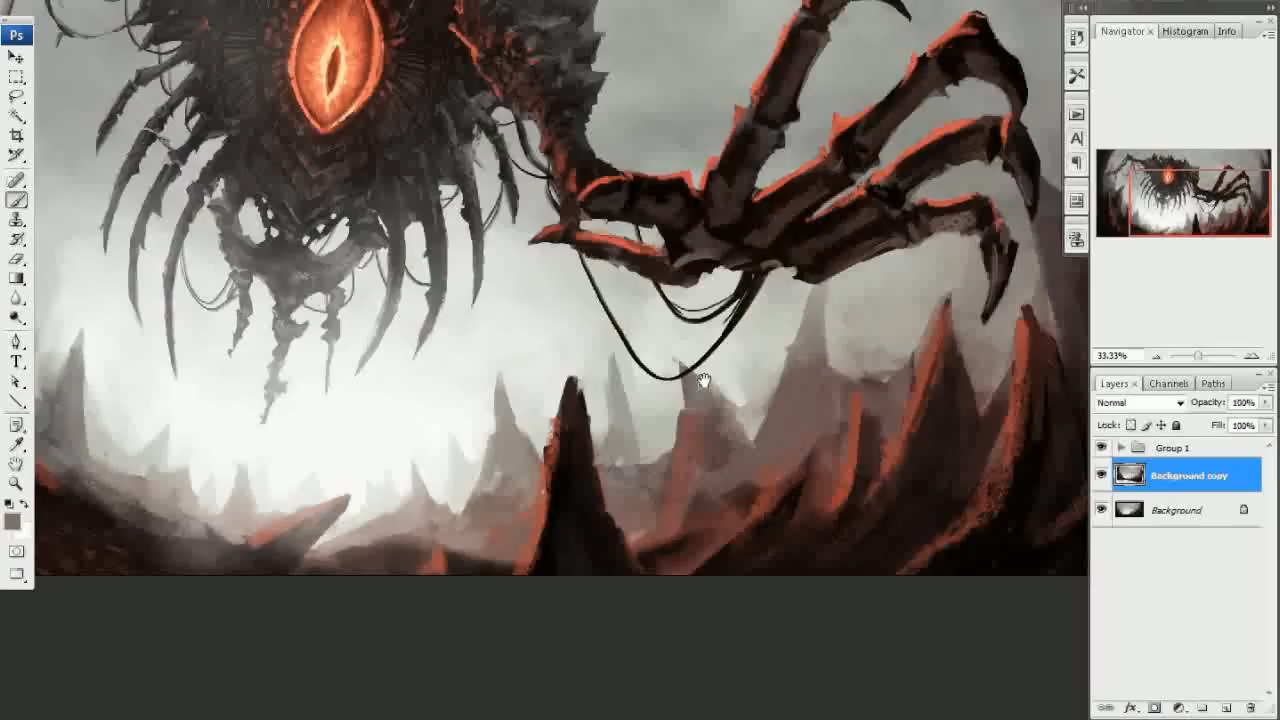 Ps
Navigator × Histogram Info
T
A
33.33%
Layers × Channels Paths
Normal Opacity: 100%
Lock: Fill: 100%
Group 1
Background copy
Background
fx.